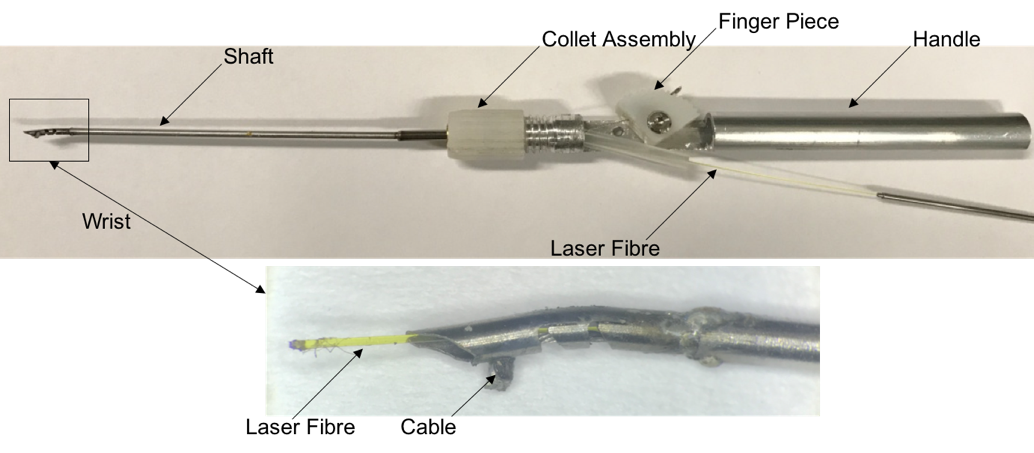 Finger Piece
Collet Assembly
Handle
Shaft
Wrist
Laser Fibre
Laser Fibre
Cable